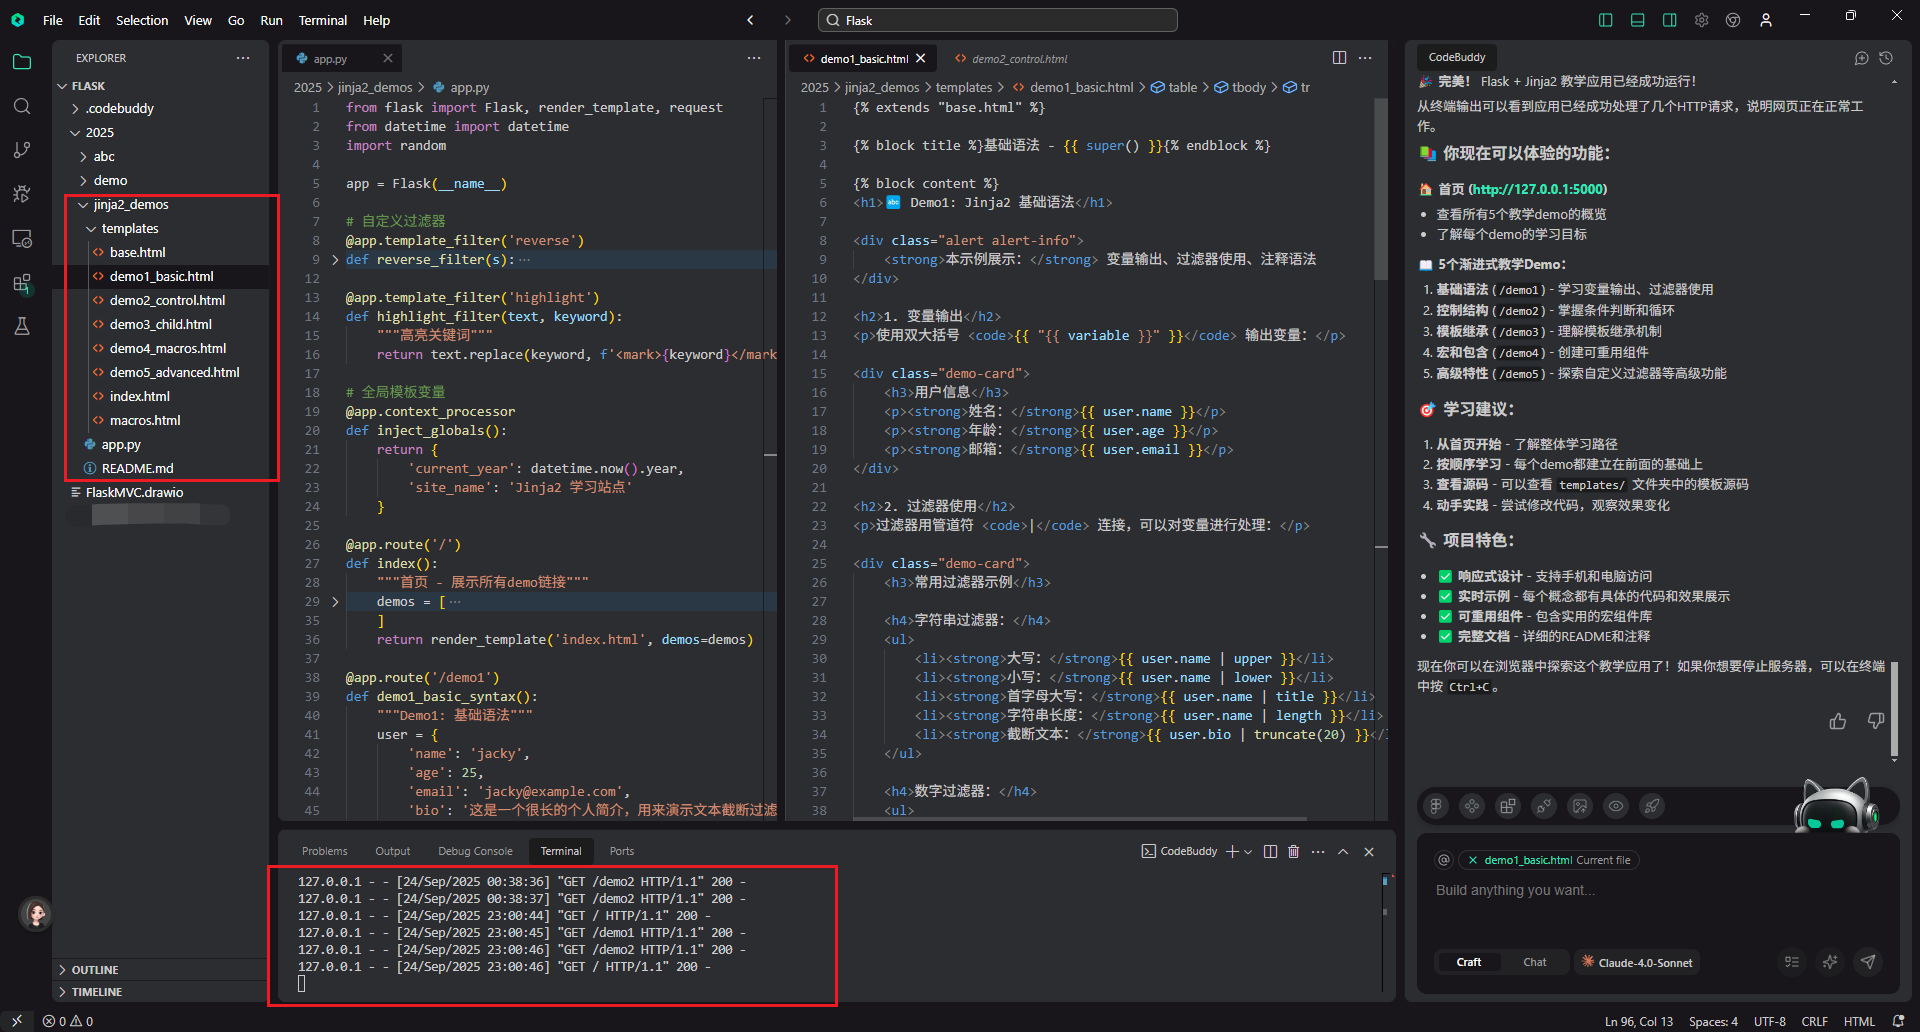 File Edit Selection View Go Run Terminal Help
Flask
EXPLORER
FLASK
.codebuddy
2025
abc
demo
jinja2_demos
templates
base.html
demo1_basic.html
demo2_control.html
demo3_child.html
demo4_macros.html
demo5_advanced.html
index.html
macros.html
app.py
README.md
FlaskMVC.drawio
OUTLINE
TIMELINE
app.py
2025 > jinja2_demos > app.py
1 from flask import Flask, render_template, request
2 from datetime import datetime
3 import random
4
5 app = Flask(__name__)
6
7 # 自定义过滤器
8 @app.template_filter('reverse')
9 def reverse_filter(s):···
12
13 @app.template_filter('highlight')
14 def highlight_filter(text, keyword):
15 """高亮关键词"""
16 return text.replace(keyword, f'<mark>{keyword}</mark
17
18 # 全局模板变量
19 @app.context_processor
20 def inject_globals():
21 return {
22 'current_year': datetime.now().year,
23 'site_name': 'Jinja2 学习站点'
24 }
25
26 @app.route('/')
27 def index():
28 """首页 - 展示所有demo链接"""
29 demos = [···
35 ]
36 return render_template('index.html', demos=demos)
37
38 @app.route('/demo1')
39 def demo1_basic_syntax():
40 """Demo1: 基础语法"""
41 user = {
42 'name': 'jacky',
43 'age': 25,
44 'email': 'jacky@example.com',
45 'bio': '这是一个很长的个人简介，用来演示文本截断过滤
demo1_basic.html
demo2_control.html
2025 > jinja2_demos > templates > demo1_basic.html > table > tbody > tr
1 {% extends "base.html" %}
2
3 {% block title %}基础语法 - {{ super() }}{% endblock %}
4
5 {% block content %}
6 <h1>🔤 Demo1: Jinja2 基础语法</h1>
7
8 <div class="alert alert-info">
9 <strong>本示例展示：</strong> 变量输出、过滤器使用、注释语法
10 </div>
11
12 <h2>1. 变量输出</h2>
13 <p>使用双大括号 <code>{{ "{{ variable }}" }}</code> 输出变量：</p>
14
15 <div class="demo-card">
16 <h3>用户信息</h3>
17 <p><strong>姓名：</strong>{{ user.name }}</p>
18 <p><strong>年龄：</strong>{{ user.age }}</p>
19 <p><strong>邮箱：</strong>{{ user.email }}</p>
20 </div>
21
22 <h2>2. 过滤器使用</h2>
23 <p>过滤器用管道符 <code>|</code> 连接，可以对变量进行处理：</p>
24
25 <div class="demo-card">
26 <h3>常用过滤器示例</h3>
27
28 <h4>字符串过滤器：</h4>
29 <ul>
30 <li><strong>大写：</strong>{{ user.name | upper }}</li>
31 <li><strong>小写：</strong>{{ user.name | lower }}</li>
32 <li><strong>首字母大写：</strong>{{ user.name | title }}</li>
33 <li><strong>字符串长度：</strong>{{ user.name | length }}</li>
34 <li><strong>截断文本：</strong>{{ user.bio | truncate(20) }}</l
35 </ul>
36
37 <h4>数字过滤器：</h4>
38 <ul>
Problems Output Debug Console Terminal Ports
CodeBuddy
127.0.0.1 - - [24/Sep/2025 00:38:36] "GET /demo2 HTTP/1.1" 200 -
127.0.0.1 - - [24/Sep/2025 00:38:37] "GET /demo2 HTTP/1.1" 200 -
127.0.0.1 - - [24/Sep/2025 23:00:44] "GET / HTTP/1.1" 200 -
127.0.0.1 - - [24/Sep/2025 23:00:45] "GET /demo1 HTTP/1.1" 200 -
127.0.0.1 - - [24/Sep/2025 23:00:46] "GET /demo2 HTTP/1.1" 200 -
127.0.0.1 - - [24/Sep/2025 23:00:46] "GET / HTTP/1.1" 200 -
CodeBuddy
🎉 完美！ Flask + Jinja2 教学应用已经成功运行！
从终端输出可以看到应用已经成功处理了几个HTTP请求，说明网页正在正常工
作。
📚 你现在可以体验的功能：
🏠 首页 (http://127.0.0.1:5000)
• 查看所有5个教学demo的概览
• 了解每个demo的学习目标
📖 5个渐进式教学Demo：
1. 基础语法 ( /demo1 ) - 学习变量输出、过滤器使用
2. 控制结构 ( /demo2 ) - 掌握条件判断和循环
3. 模板继承 ( /demo3 ) - 理解模板继承机制
4. 宏和包含 ( /demo4 ) - 创建可重用组件
5. 高级特性 ( /demo5 ) - 探索自定义过滤器等高级功能
🎯 学习建议：
1. 从首页开始 - 了解整体学习路径
2. 按顺序学习 - 每个demo都建立在前面的基础上
3. 查看源码 - 可以查看 templates/ 文件夹中的模板源码
4. 动手实践 - 尝试修改代码，观察效果变化
🔧 项目特色：
• ✅ 响应式设计 - 支持手机和电脑访问
• ✅ 实时示例 - 每个概念都有具体的代码和效果展示
• ✅ 可重用组件 - 包含实用的宏组件库
• ✅ 完整文档 - 详细的README和注释
现在你可以在浏览器中探索这个教学应用了！如果你想要停止服务器，可以在终端
中按 Ctrl+C 。
@ demo1_basic.html Current file
Build anything you want...
Craft Chat Claude-4.0-Sonnet
0 0
Ln 96, Col 13 Spaces: 4 UTF-8 CRLF HTML